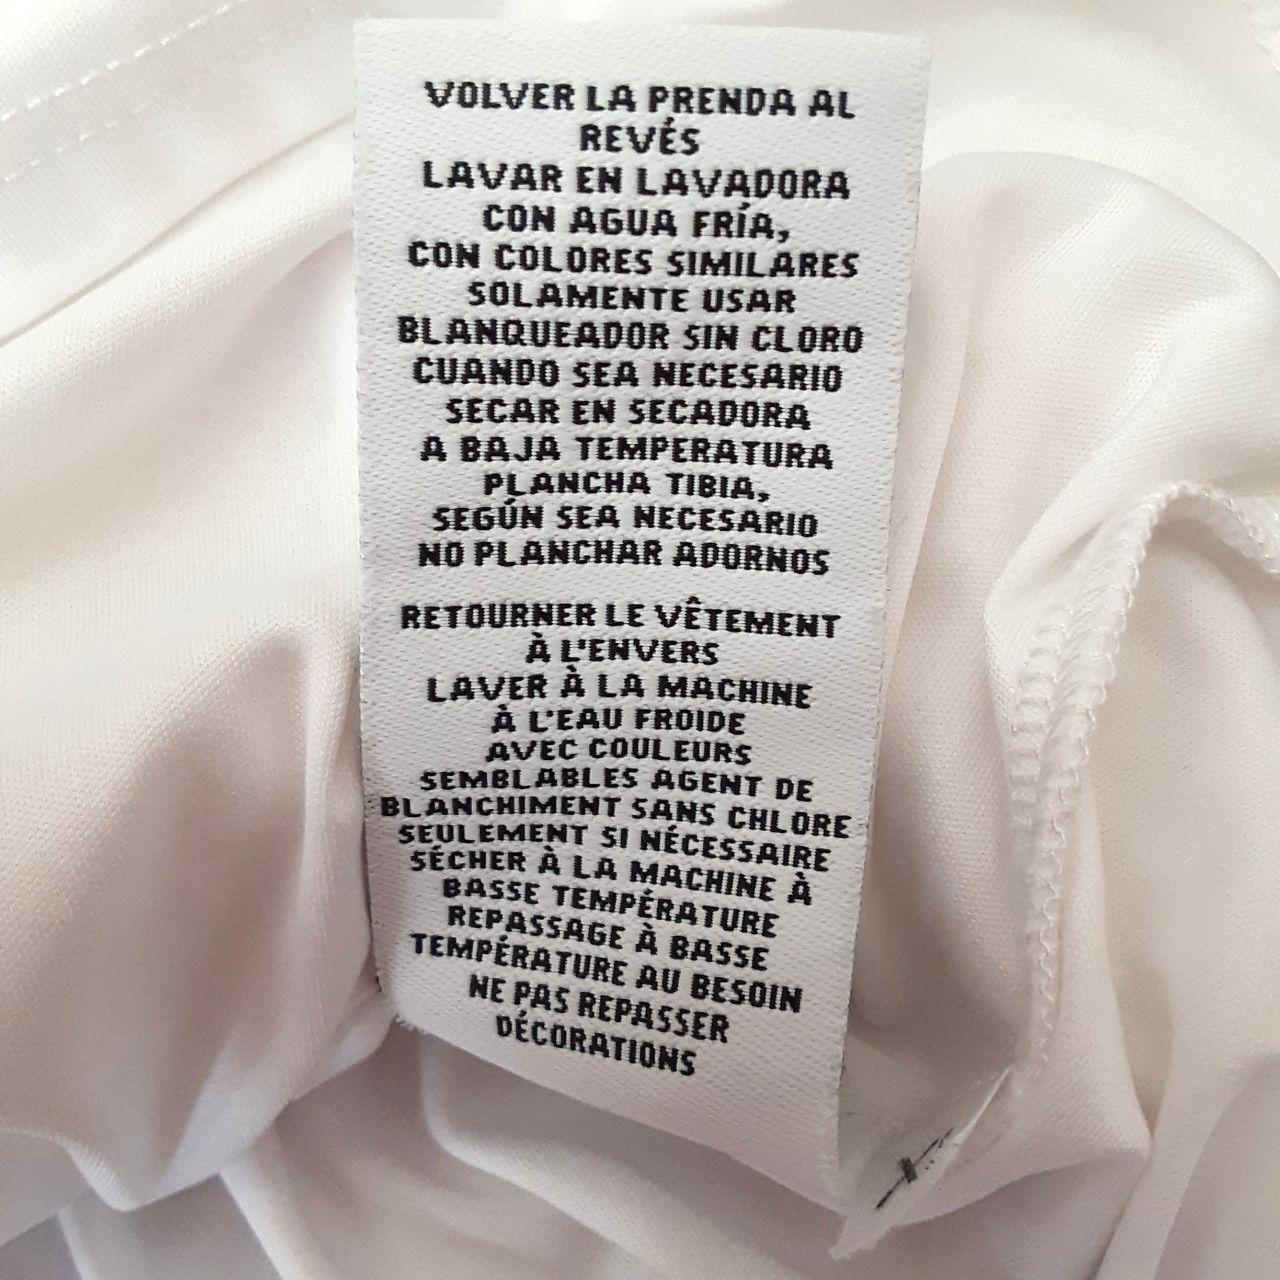 VOLVER LA PRENDA AL
REVÉS
LAVAR EN LAVADORA
CON AGUA FRÍA,
CON COLORES SIMILARES
SOLAMENTE USAR
BLANQUEADOR SIN CLORO
CUANDO SEA NECESARIO
SECAR EN SECADORA
A BAJA TEMPERATURA
PLANCHA TIBIA,
SEGÚN SEA NECESARIO
NO PLANCHAR ADORNOS
RETOURNER LE VÊTEMENT
À L'ENVERS
LAVER À LA MACHINE
À L'EAU FROIDE
AVEC COULEURS
SEMBLABLES AGENT DE
BLANCHIMENT SANS CHLORE
SEULEMENT SI NÉCESSAIRE
SÉCHER À LA MACHINE À
BASSE TEMPÉRATURE
REPASSAGE À BASSE
TEMPÉRATURE AU BESOIN
NE PAS REPASSER
DÉCORATIONS